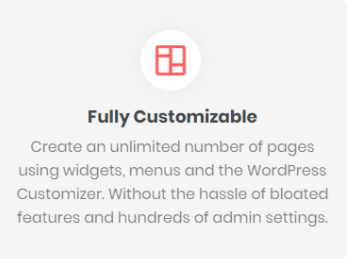 Fully Customizable
Create an unlimited number of pages
using widgets, menus and the WordPress
Customizer. Without the hassle of bloated
features and hundreds of admin settings.